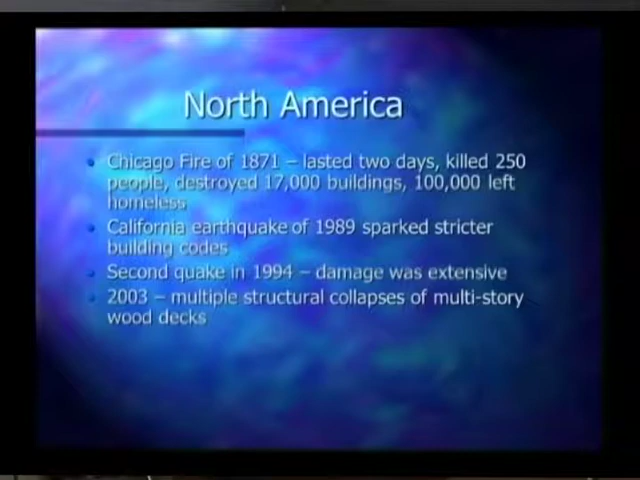 North America
• Chicago Fire of 1871 – lasted two days, killed 250
people, destroyed 17,000 buildings, 100,000 left
homeless
• California earthquake of 1989 sparked stricter
building codes
• Second quake in 1994 – damage was extensive
• 2003 – multiple structural collapses of multi-story
wood decks